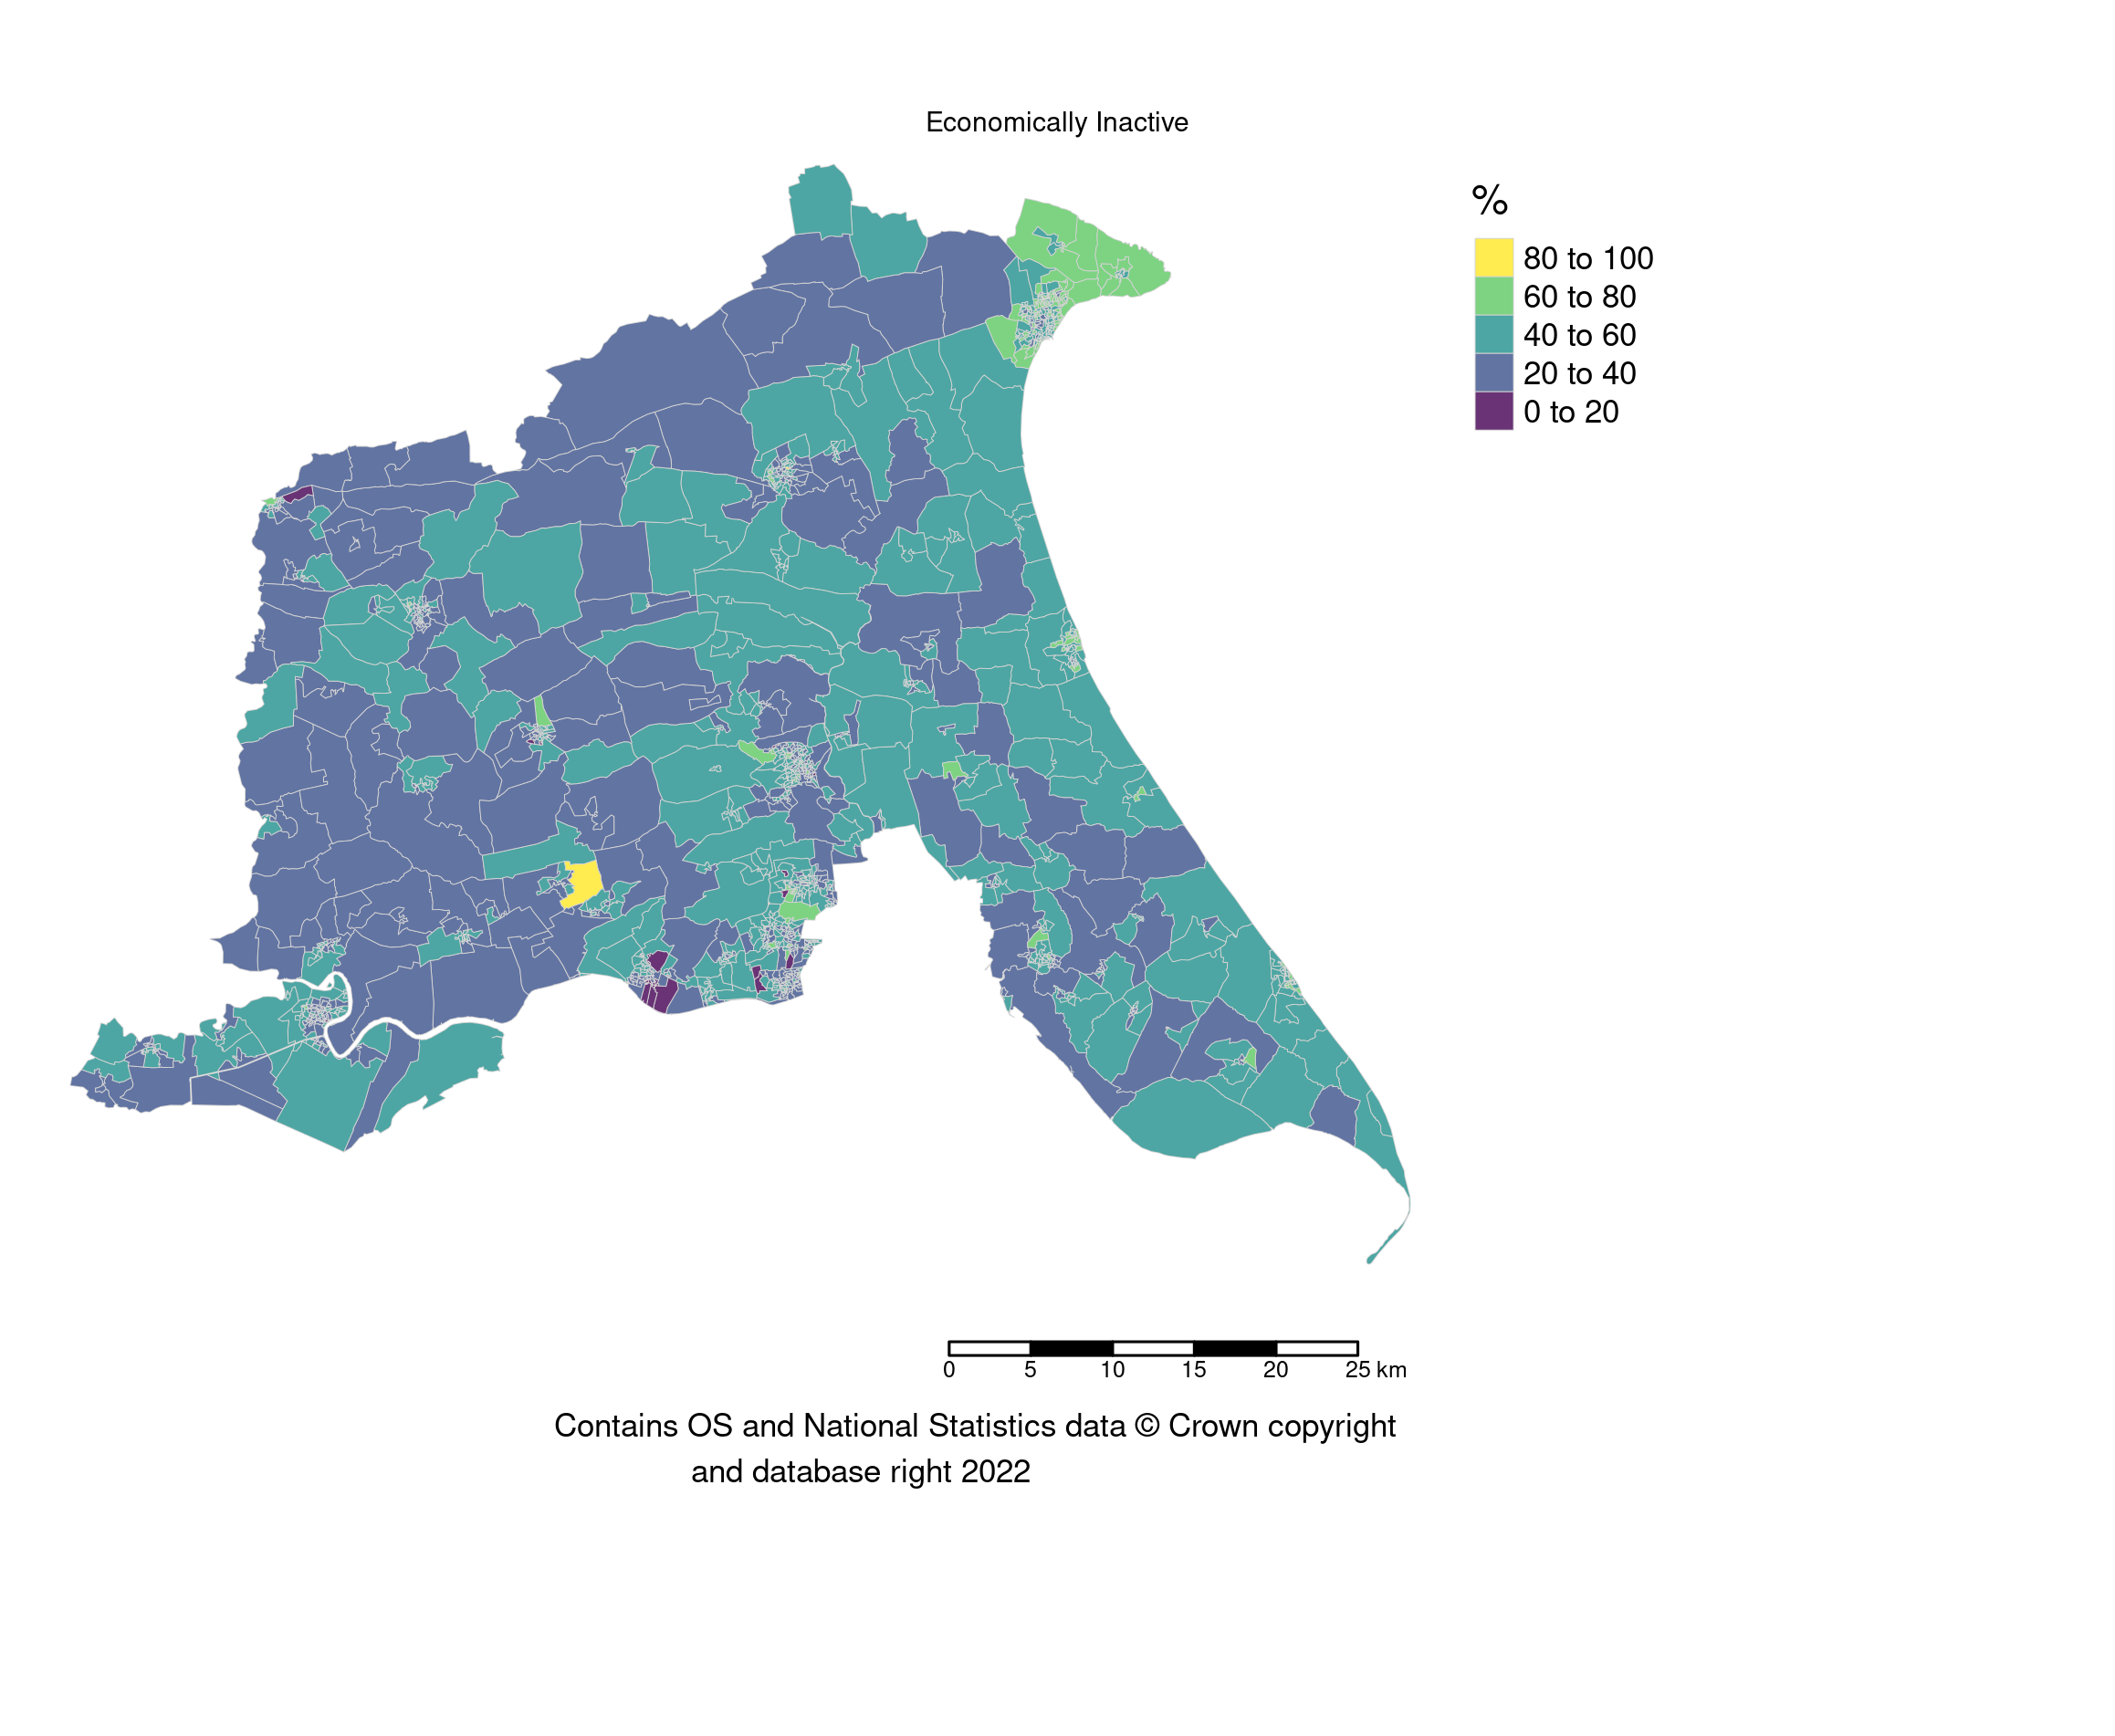 Economically Inactive
%
80 to 100
60 to 80
40 to 60
20 to 40
0 to 20
0 5 10 15 20 25 km
Contains OS and National Statistics data © Crown copyright
and database right 2022